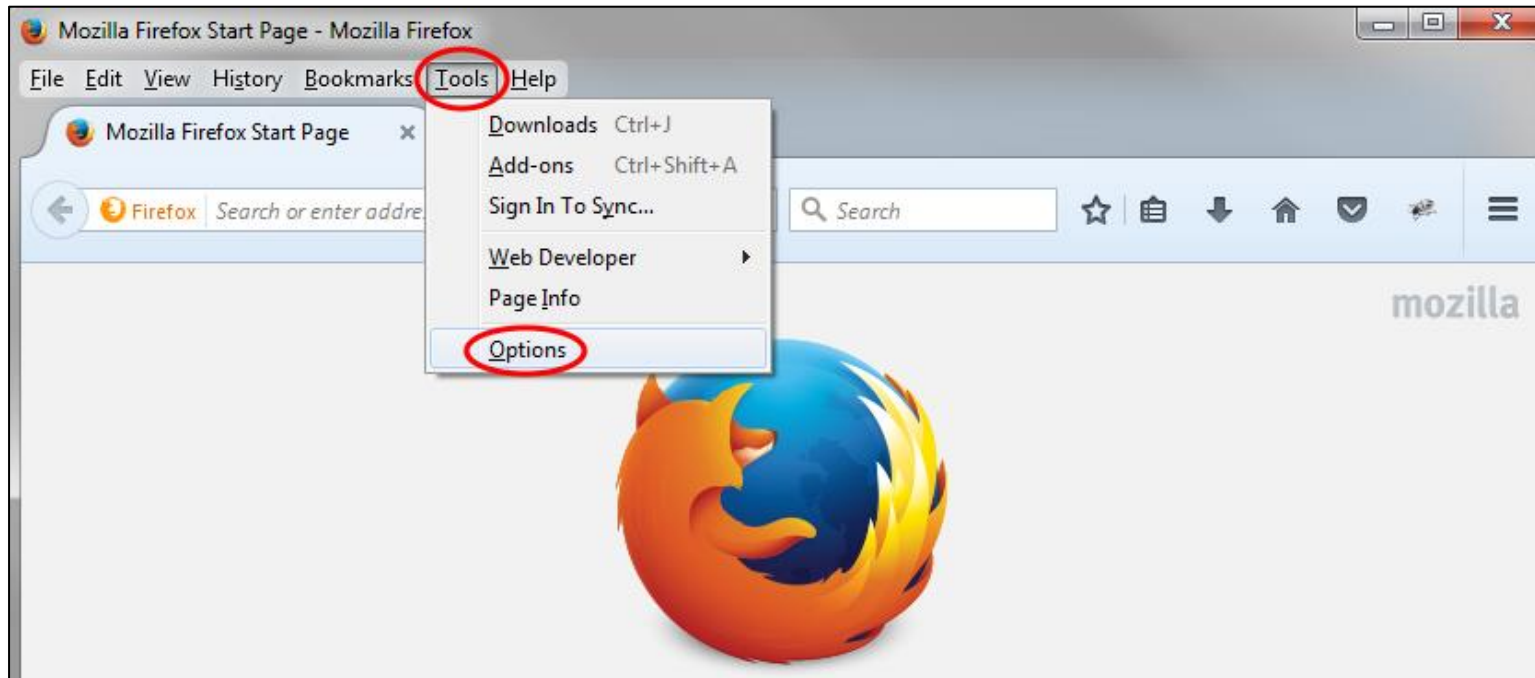 Mozilla Firefox Start Page - Mozilla Firefox
File Edit View History Bookmarks Tools Help
Mozilla Firefox Start Page
Downloads Ctrl+J
Add-ons Ctrl+Shift+A
Sign In To Sync...
Web Developer
Page Info
Options
Firefox Search or enter addre
Search
mozilla